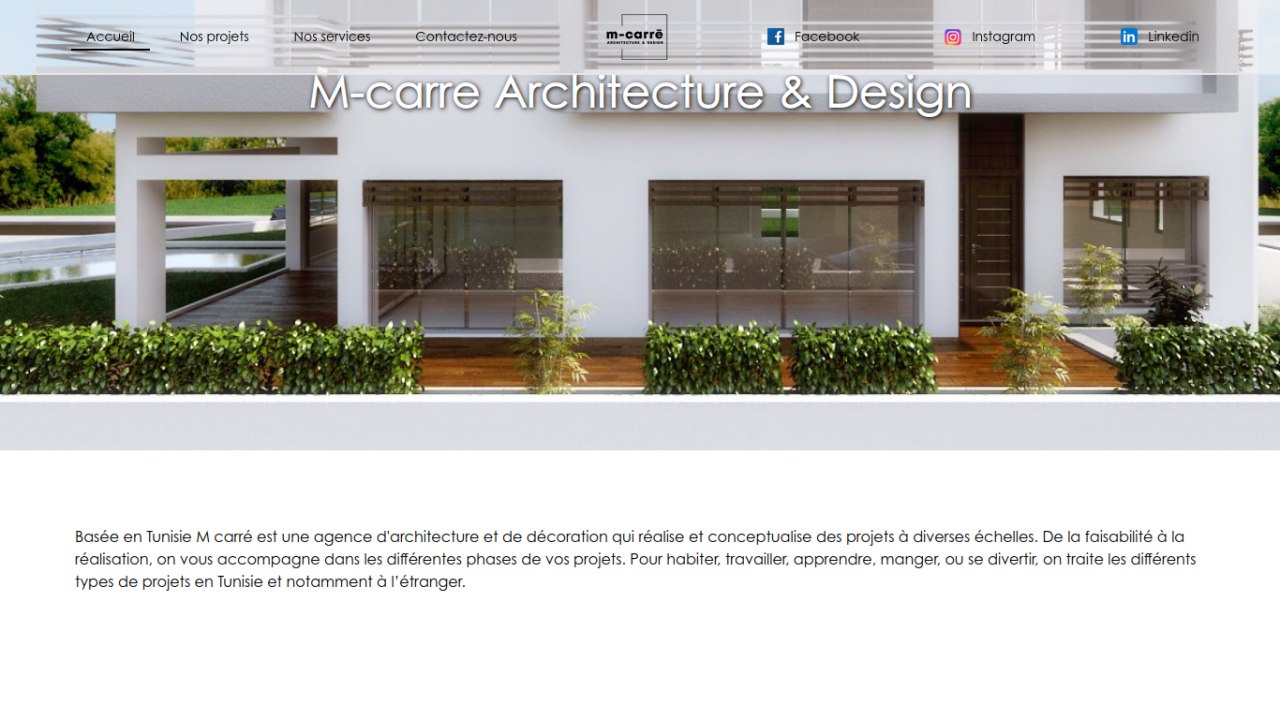 Accueil
Nos projets
Nos services
Contactez-nous
m-carrē
ARCHITECTURE & DESIGN
Facebook
Instagram
Linkedin
M-carre Architecture & Design
Basée en Tunisie M carré est une agence d'architecture et de décoration qui réalise et conceptualise des projets à diverses échelles. De la faisabilité à la
réalisation, on vous accompagne dans les différentes phases de vos projets. Pour habiter, travailler, apprendre, manger, ou se divertir, on traite les différents
types de projets en Tunisie et notamment à l’étranger.